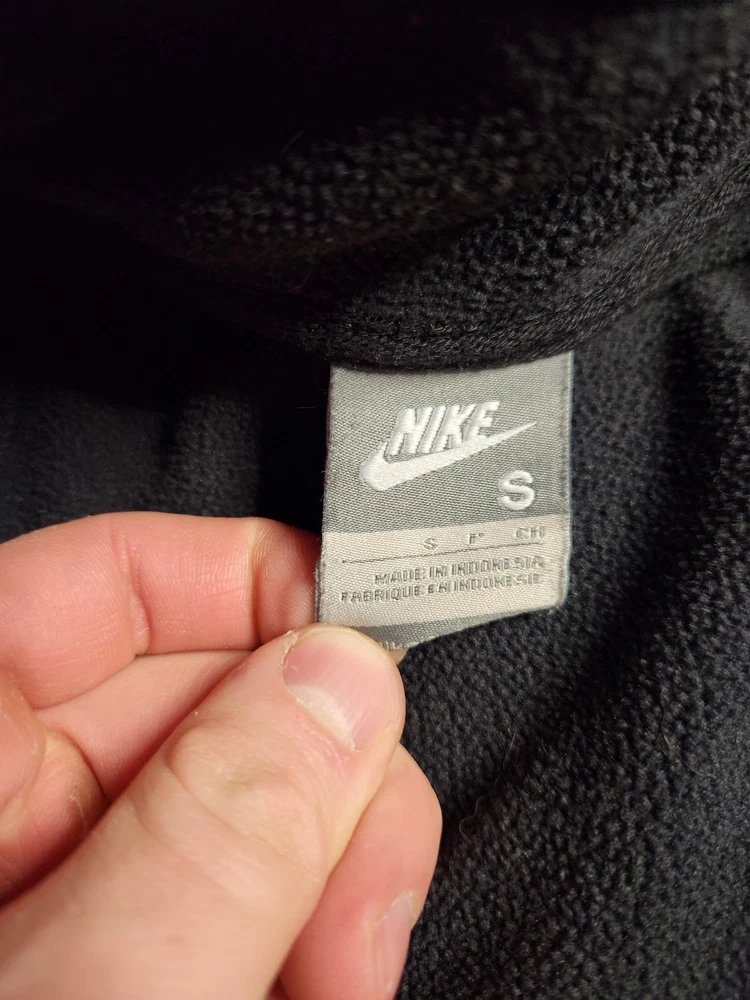 NIKE
S
S P CH
MADE IN INDONESIA
FABRIQUE EN INDONESIE